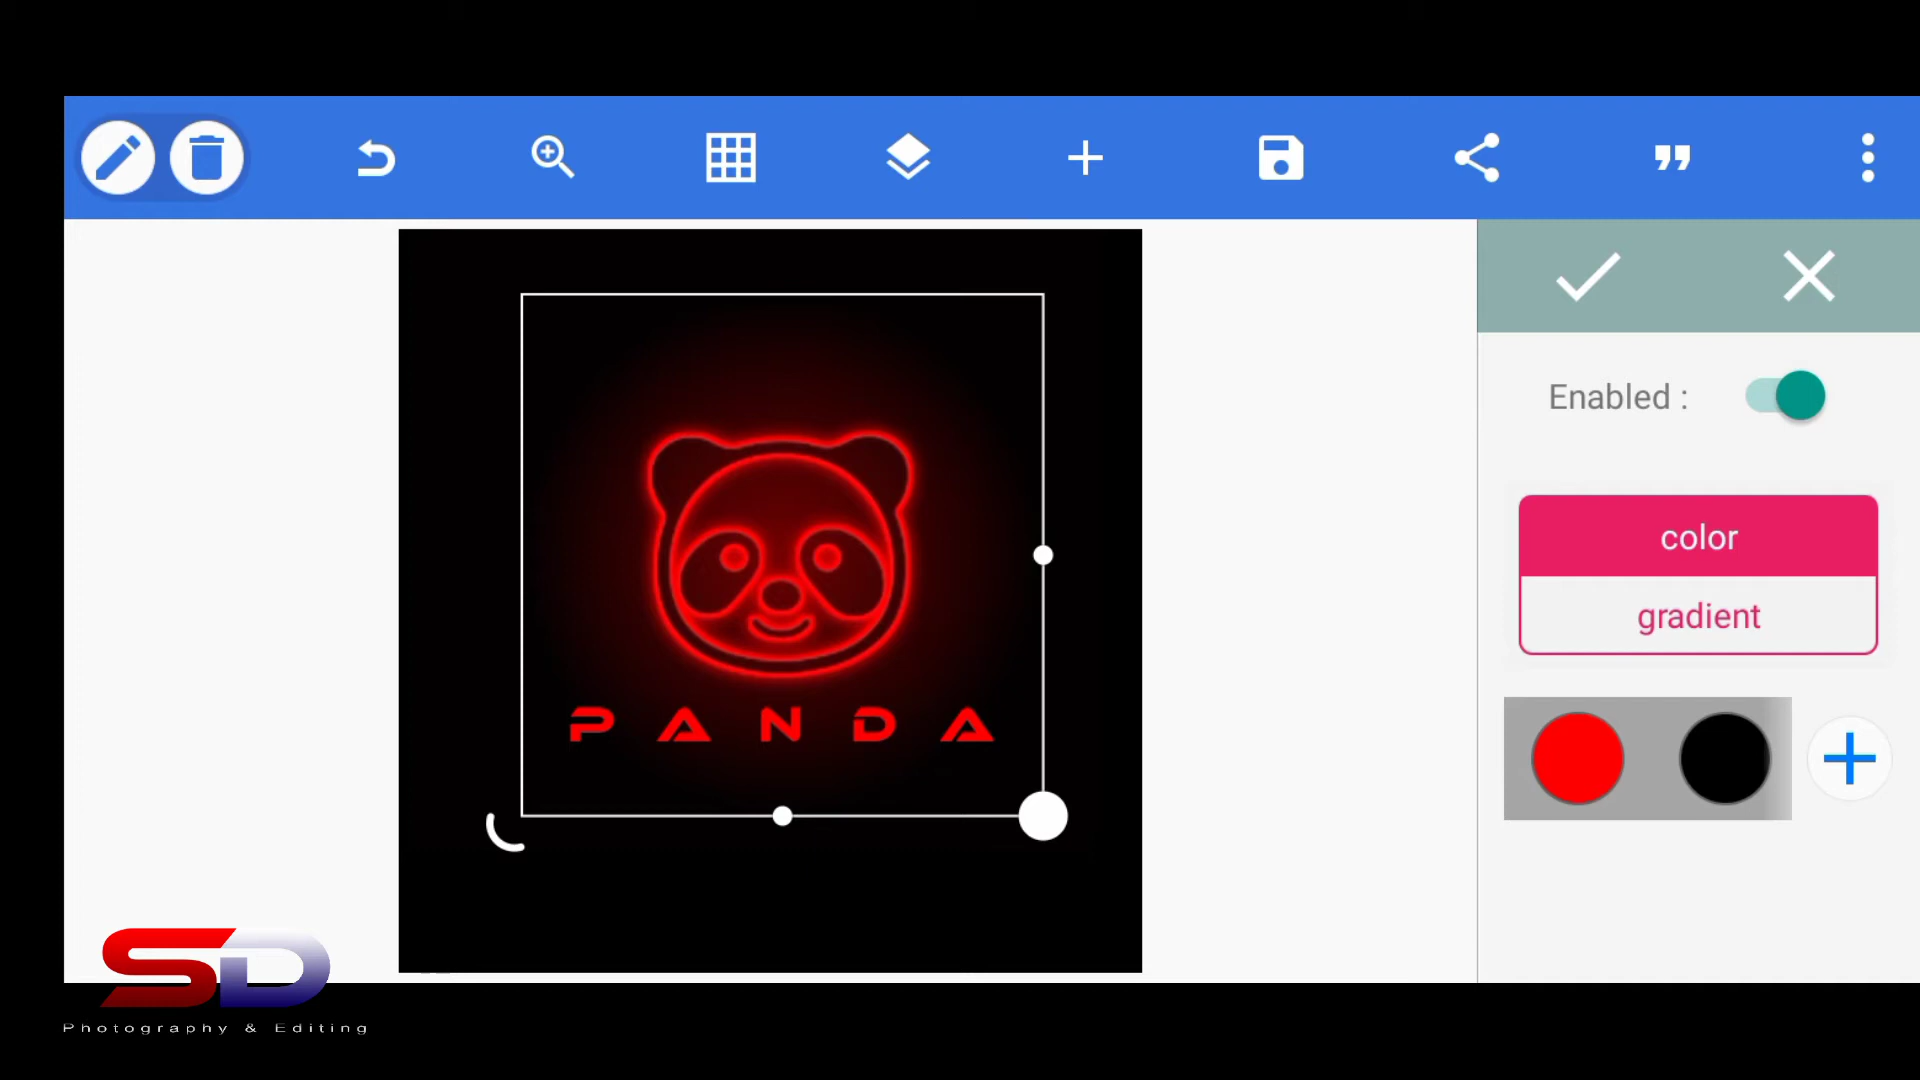 Enabled :
color
gradient
PANDA
SD
Photography & Editing